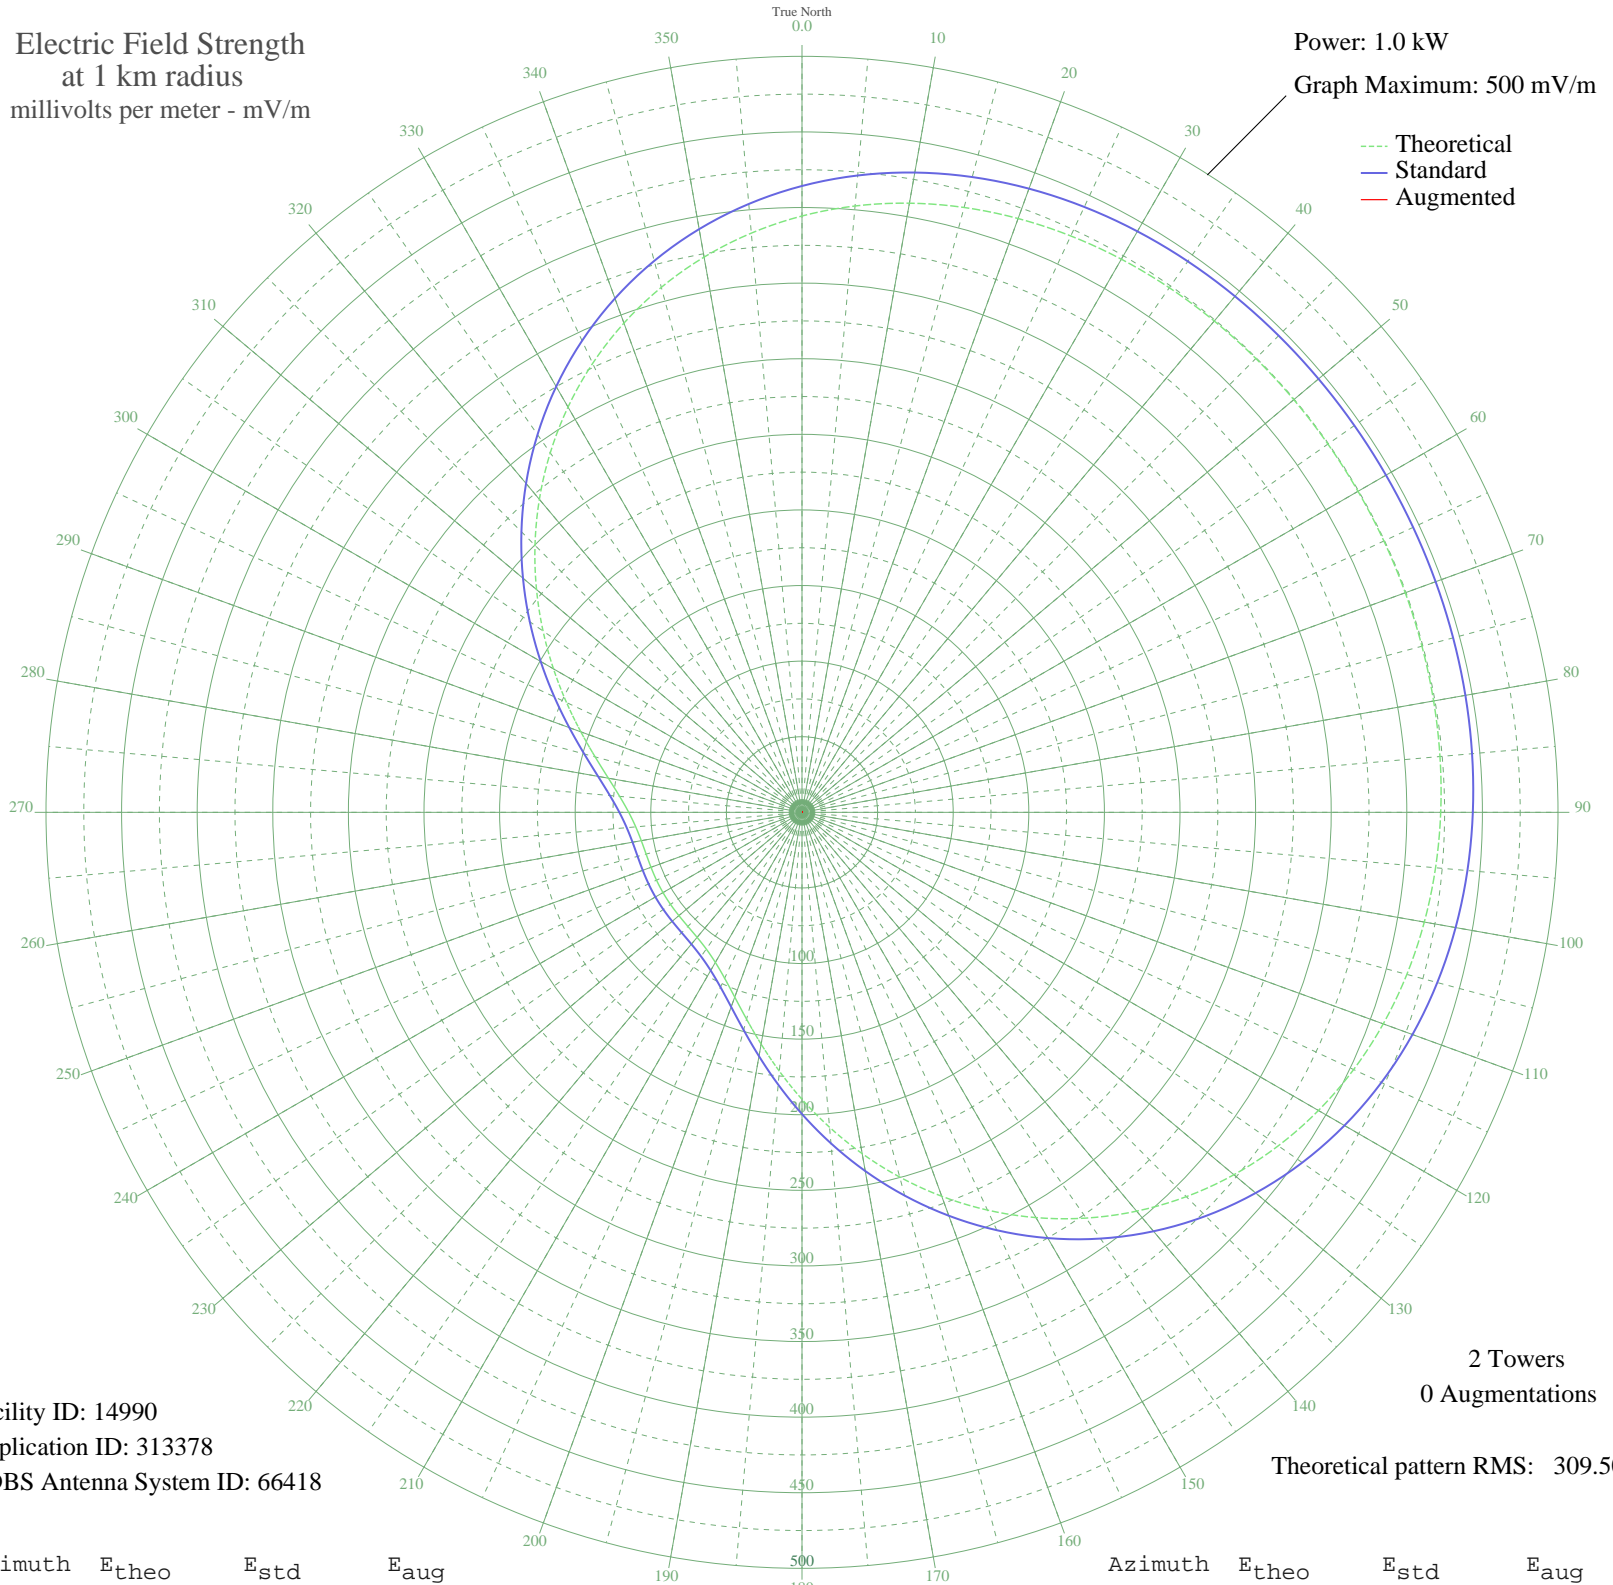 True North
0.0
Electric Field Strength
at 1 km radius
millivolts per meter - mV/m
Power: 1.0 kW
Graph Maximum: 500 mV/m
Theoretical
Standard
Augmented
10
20
30
40
50
60
70
80
90
100
110
120
130
140
150
160
170
190
200
210
220
230
240
250
260
270
280
290
300
310
320
330
340
350
100
150
200
250
300
350
400
450
500
2 Towers
0 Augmentations
Theoretical pattern RMS: 309.5
cility ID: 14990
plication ID: 313378
DBS Antenna System ID: 66418
imuth Etheo Estd Eaug
Azimuth Etheo Estd Eaug